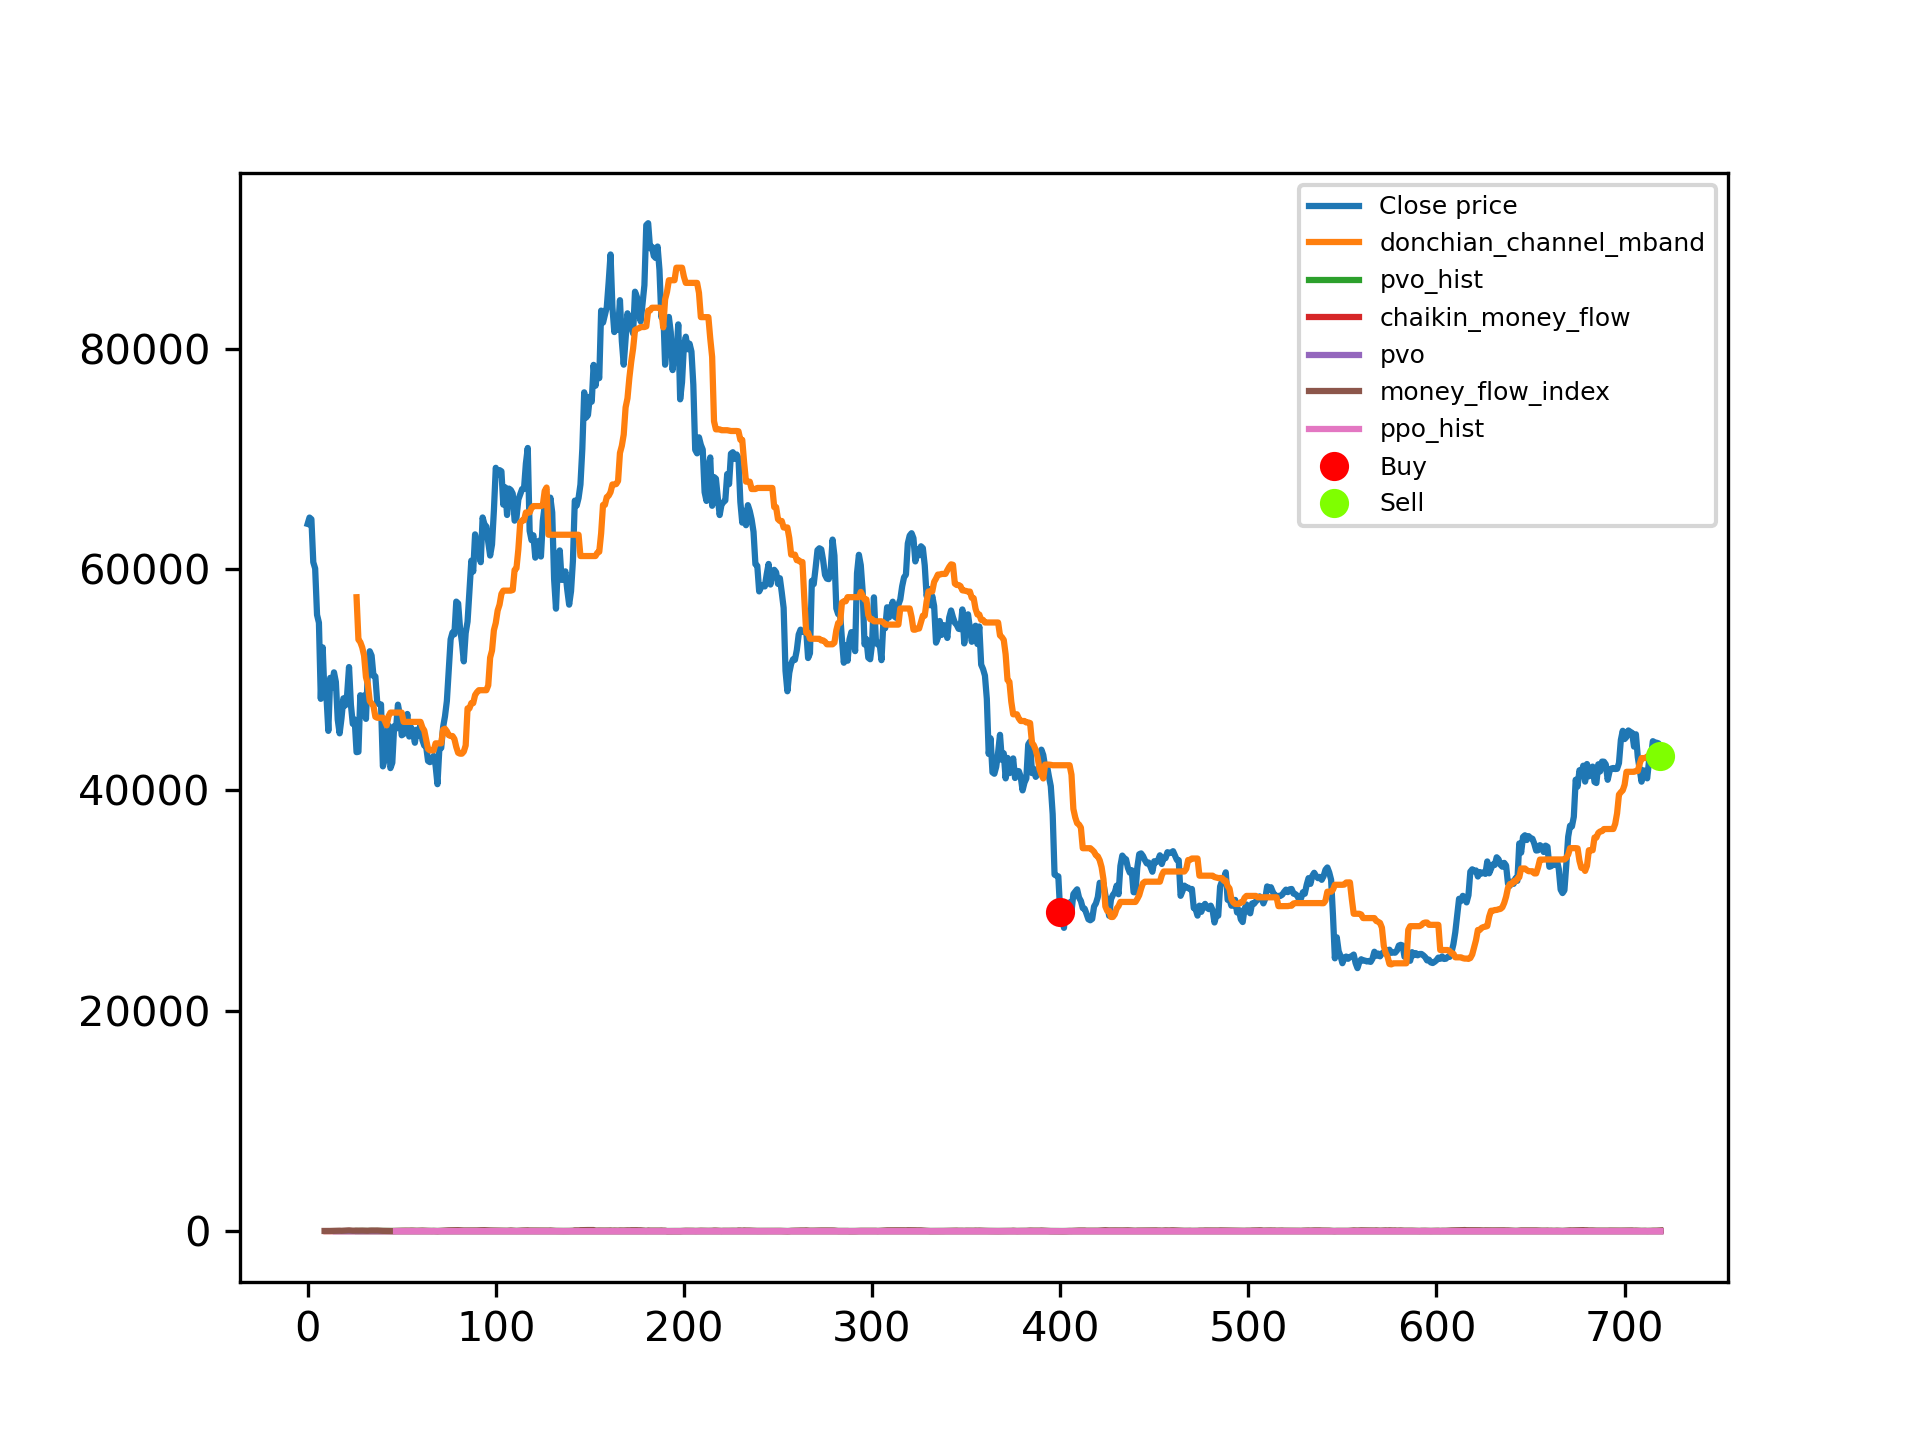 Close price
donchian_channel_mband
pvo_hist
chaikin_money_flow
pvo
money_flow_index
ppo_hist
Buy
Sell
80000
60000
40000
20000
0
0 100 200 300 400 500 600 700